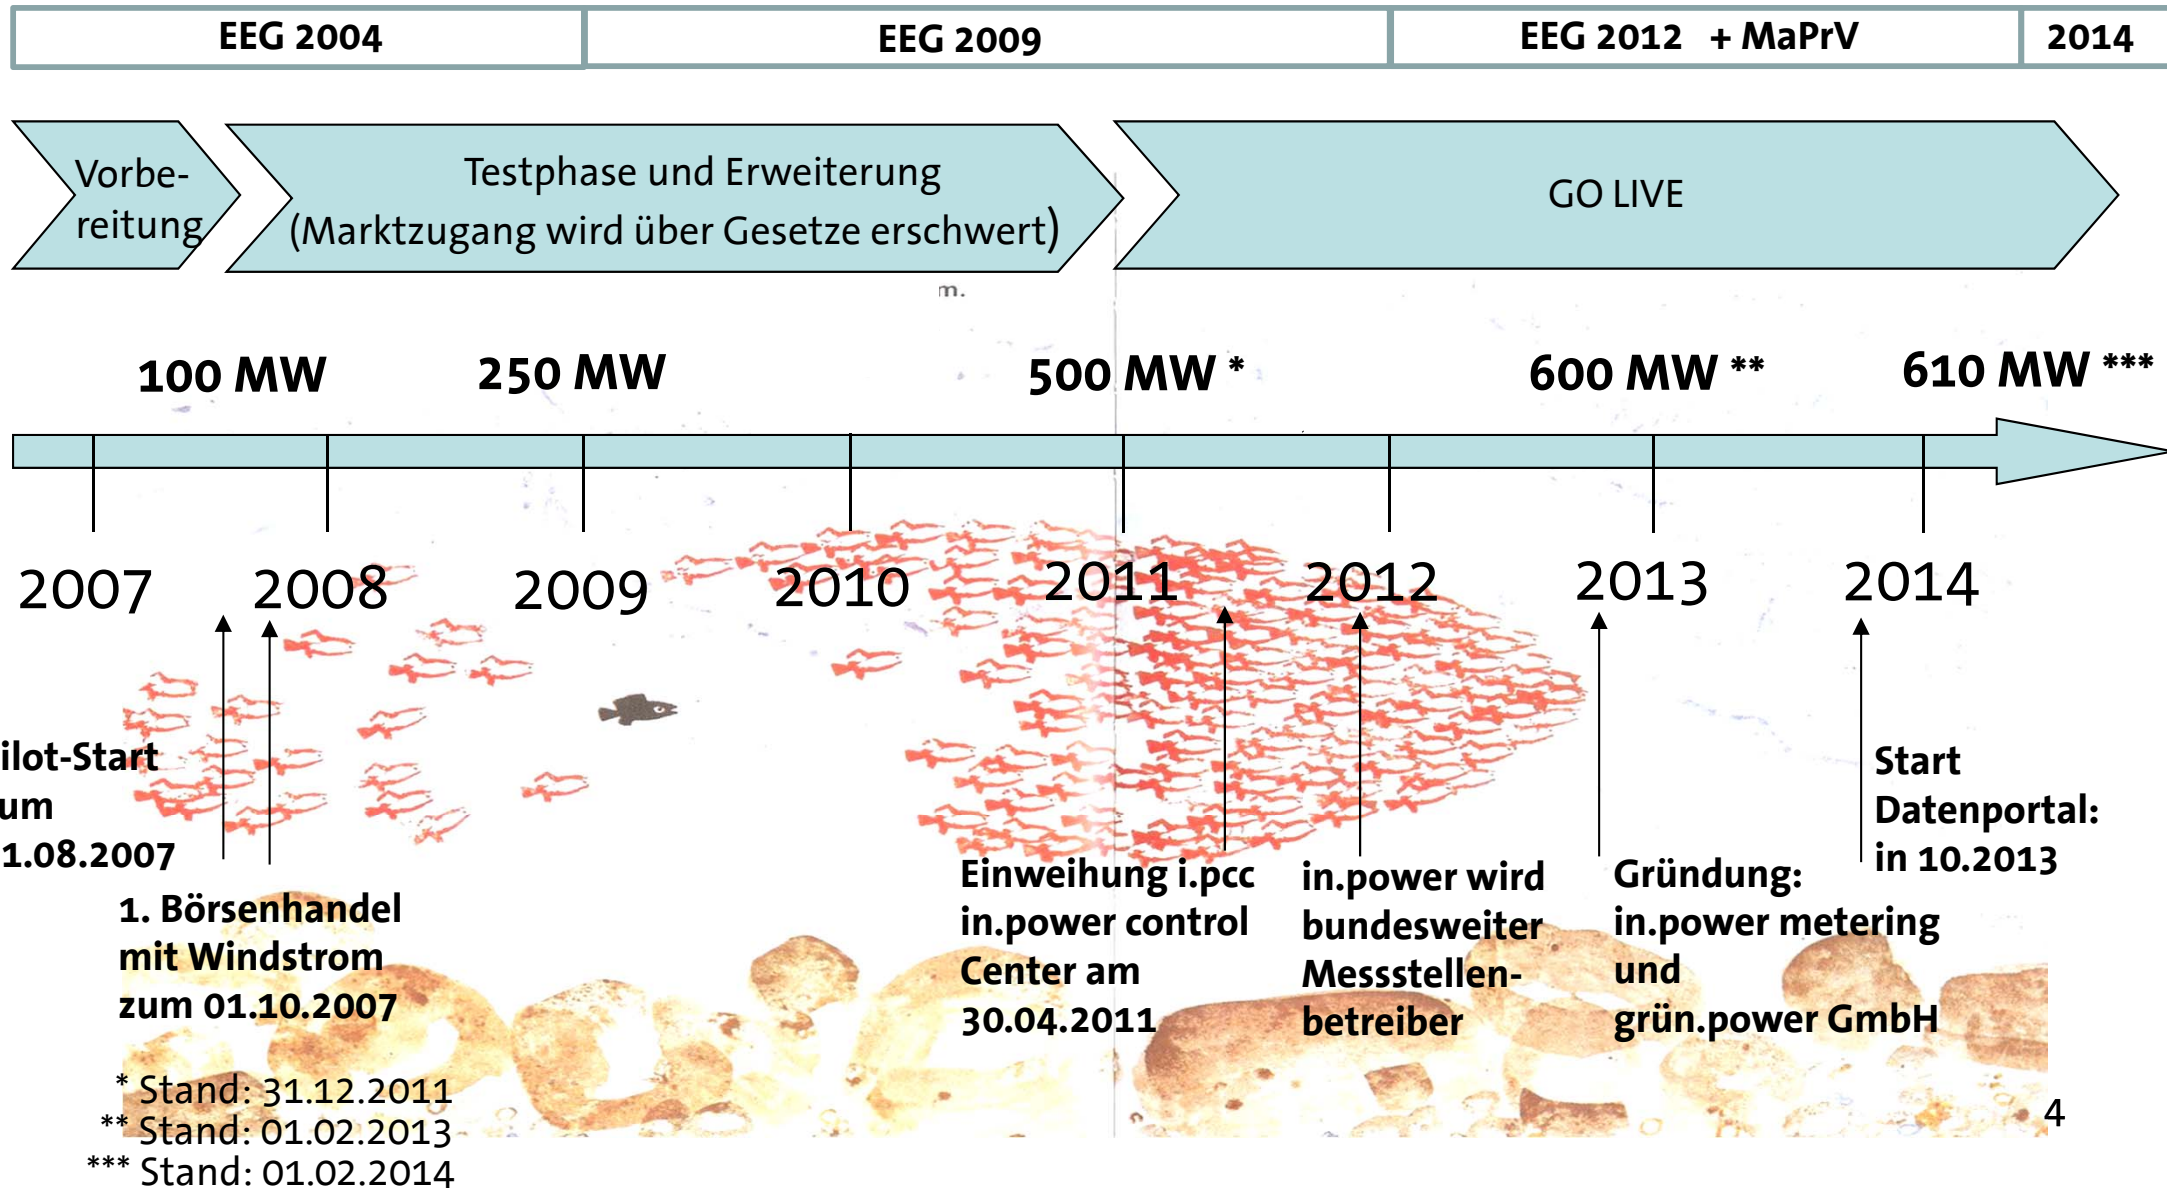 EEG 2004
EEG 2009
EEG 2012 + MaPrV
2014
Vorbe-
reitung
Testphase und Erweiterung
(Marktzugang wird über Gesetze erschwert)
GO LIVE
m.
100 MW
250 MW
500 MW *
600 MW **
610 MW ***
2007
2008
2009
2010
2011
2012
2013
2014
ilot-Start
um
1.08.2007
1. Börsenhandel
mit Windstrom
zum 01.10.2007
Einweihung i.pcc
in.power control
Center am
30.04.2011
in.power wird
bundesweiter
Messstellen-
betreiber
Gründung:
in.power metering
und
grün.power GmbH
Start
Datenportal:
in 10.2013
* Stand: 31.12.2011
** Stand: 01.02.2013
*** Stand: 01.02.2014
4